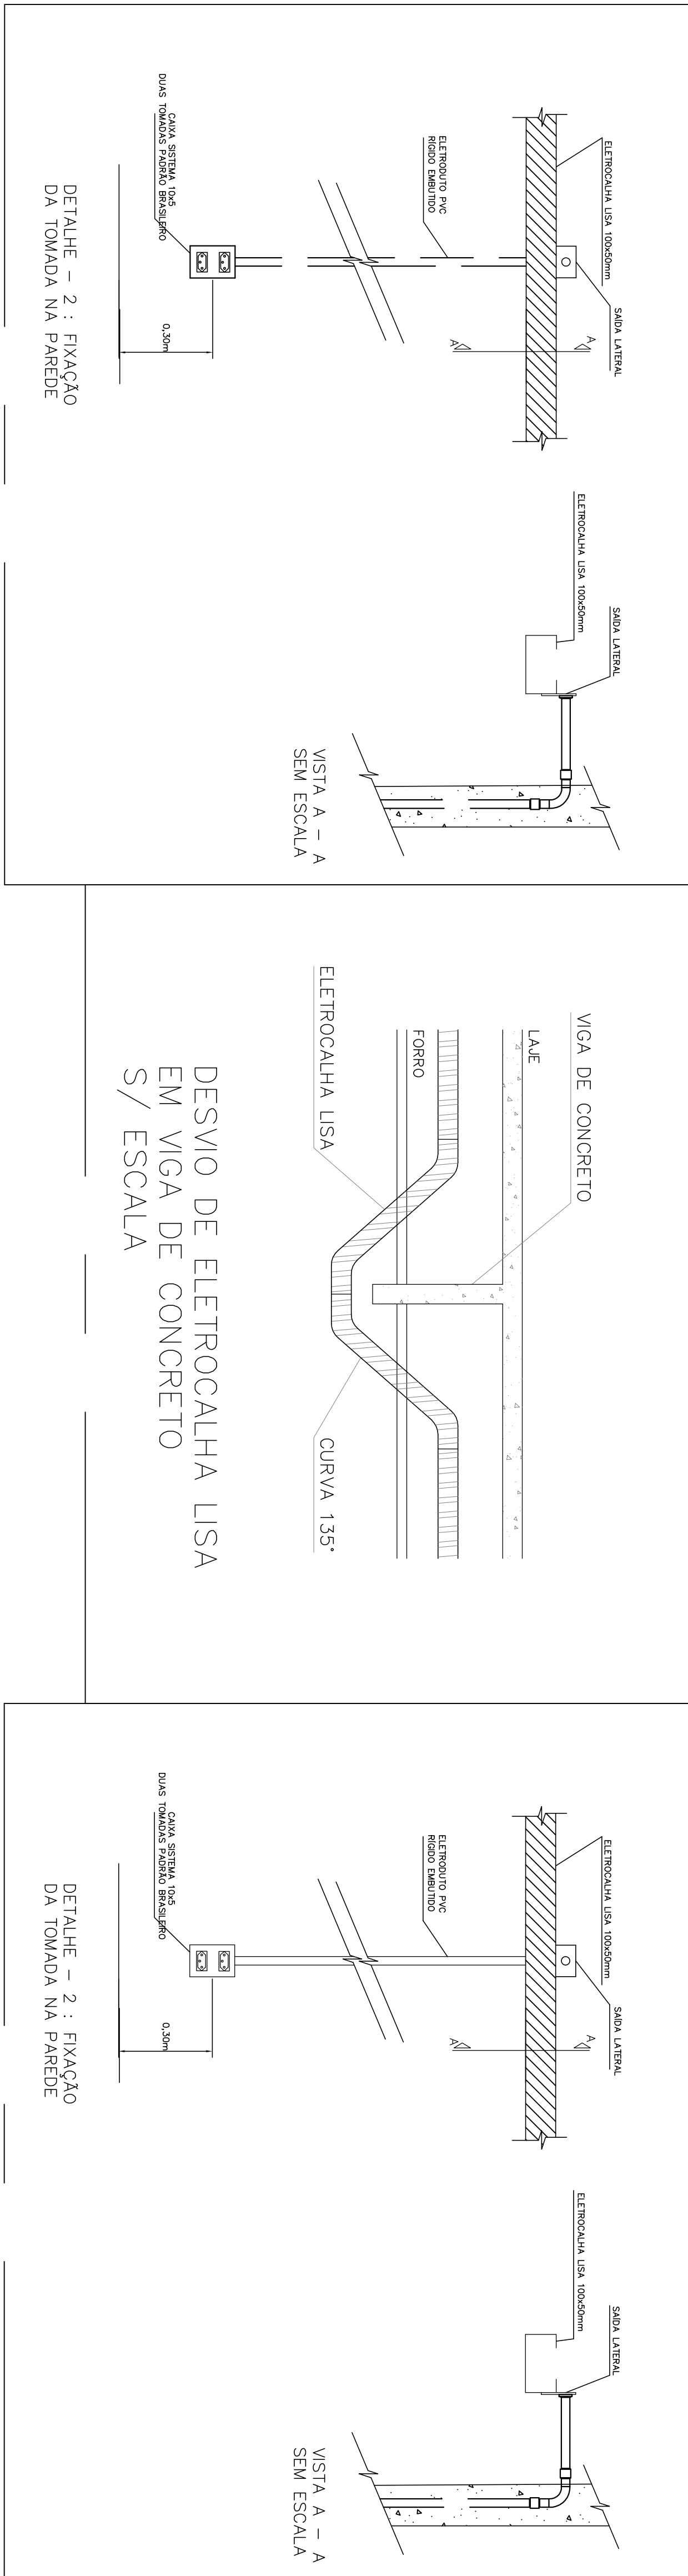 ELETROCALHA LISA 100x50mm
SAÍDA LATERAL
A
A
ELETRODUTO PVC
RÍGIDO EMBUTIDO
CAIXA SISTEMA 10x5
DUAS TOMADAS PADRÃO BRASILEIRO
0,30m
DETALHE - 2 : FIXAÇÃO
DA TOMADA NA PAREDE
ELETROCALHA LISA 100x50mm
SAÍDA LATERAL
VISTA A - A
SEM ESCALA
VIGA DE CONCRETO
LAJE
FORRO
ELETROCALHA LISA
CURVA 135°
DESVIO DE ELETROCALHA LISA
EM VIGA DE CONCRETO
S/ ESCALA
ELETROCALHA LISA 100x50mm
SAÍDA LATERAL
A
A
ELETRODUTO PVC
RÍGIDO EMBUTIDO
CAIXA SISTEMA 10x5
DUAS TOMADAS PADRÃO BRASILEIRO
0,30m
DETALHE - 2 : FIXAÇÃO
DA TOMADA NA PAREDE
ELETROCALHA LISA 100x50mm
SAÍDA LATERAL
VISTA A - A
SEM ESCALA